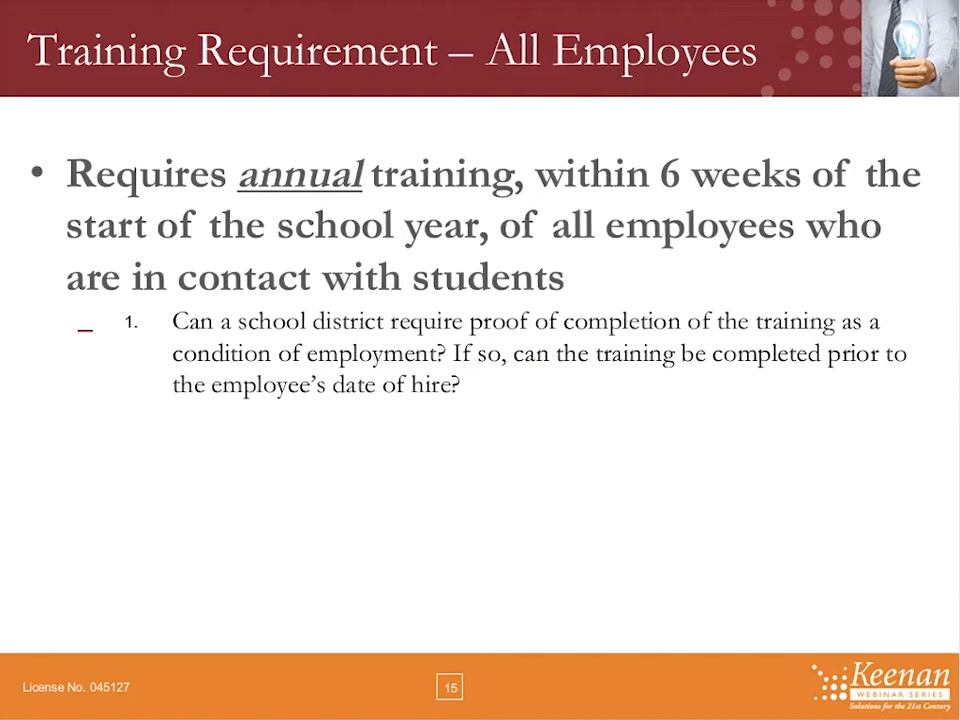 Training Requirement – All Employees
• Requires annual training, within 6 weeks of the
start of the school year, of all employees who
are in contact with students
– 1. Can a school district require proof of completion of the training as a
condition of employment? If so, can the training be completed prior to
the employee's date of hire?
License No. 045127
15
Keenan
WEBINAR SERIES
Solutions for the 21st Century